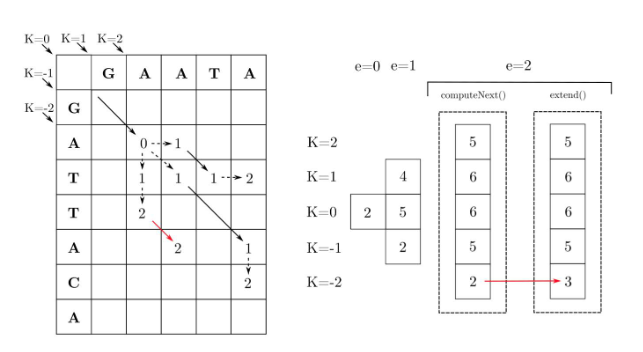 K=0 K=1 K=2
K=-1 G A A T A
K=-2 G
A 0 1
T 1 1 1 2
T 2
A 2 1
C 2
A
e=0 e=1 e=2
computeNext() extend()
K=2 5 5
K=1 4 6 6
K=0 2 5 6 6
K=-1 2 5 5
K=-2 2 3